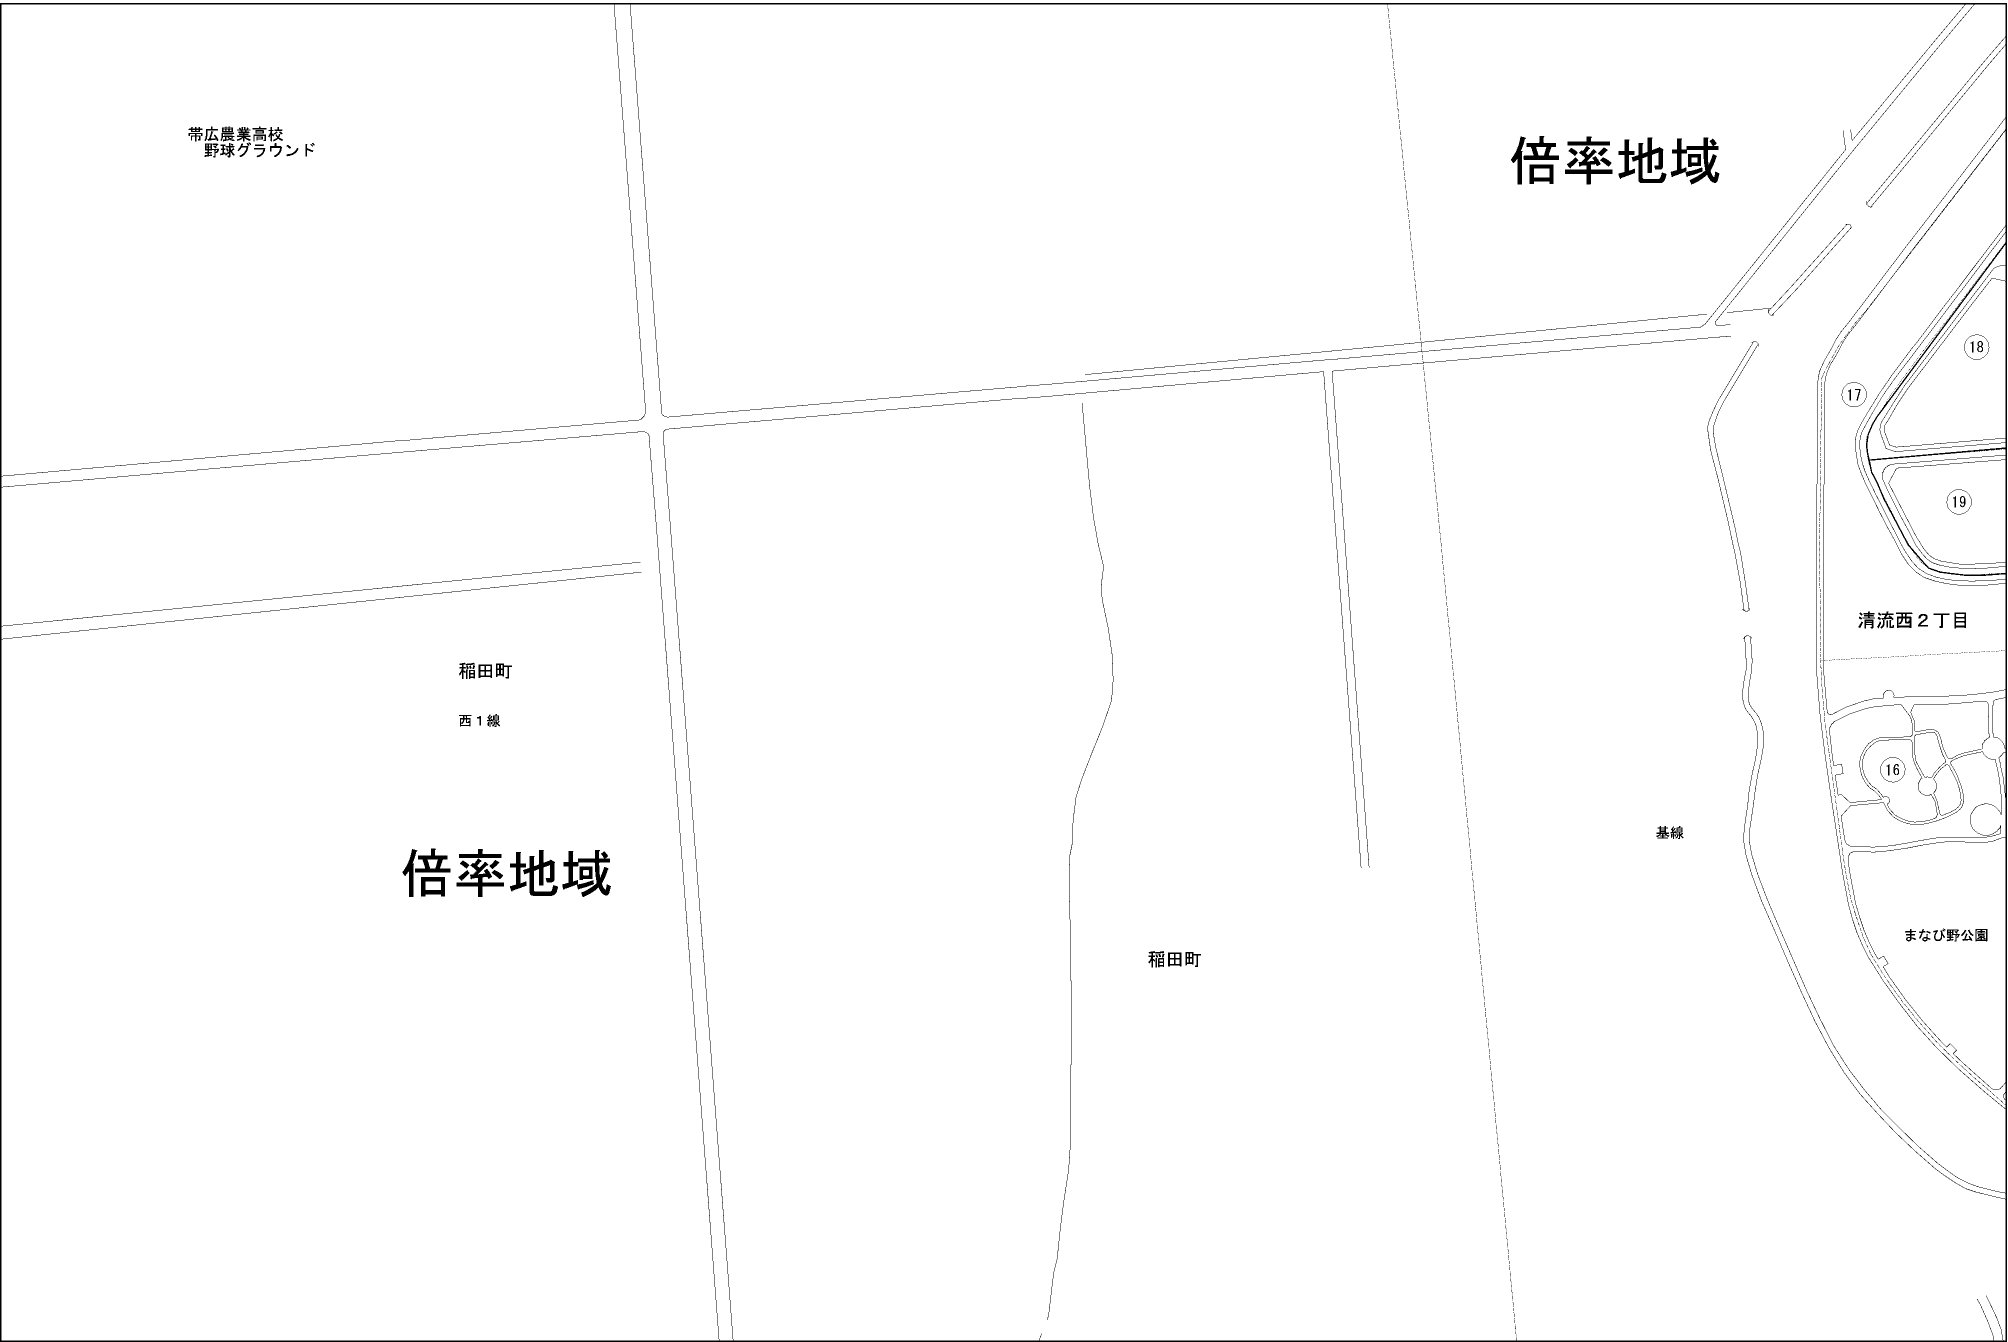 帯広農業高校
野球グラウンド
倍率地域
18
17
19
清流西２丁目
稲田町
西１線
16
基線
倍率地域
まなび野公園
稲田町